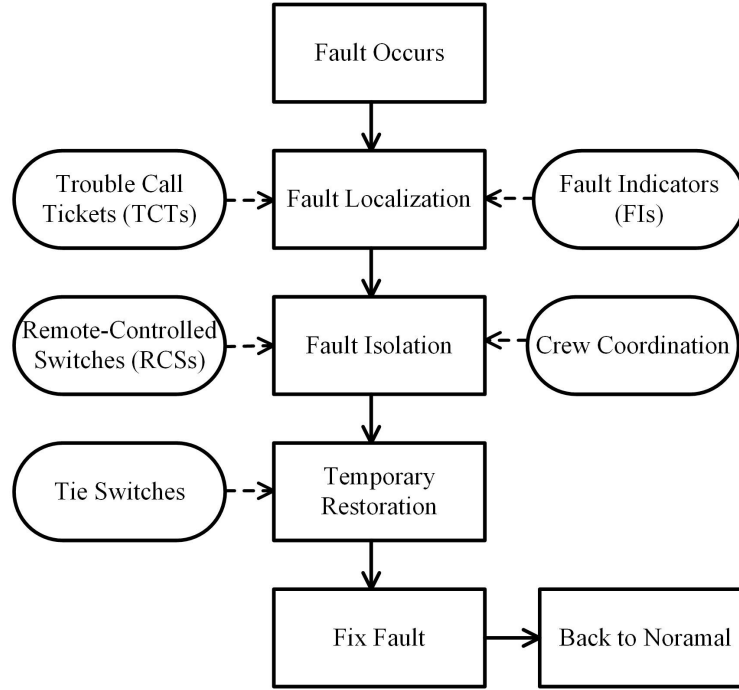 Fault Occurs
Trouble Call
Tickets (TCTs)
Fault Localization
Fault Indicators
(FIs)
Remote-Controlled
Switches (RCSs)
Fault Isolation
Crew Coordination
Tie Switches
Temporary
Restoration
Fix Fault
Back to Noramal